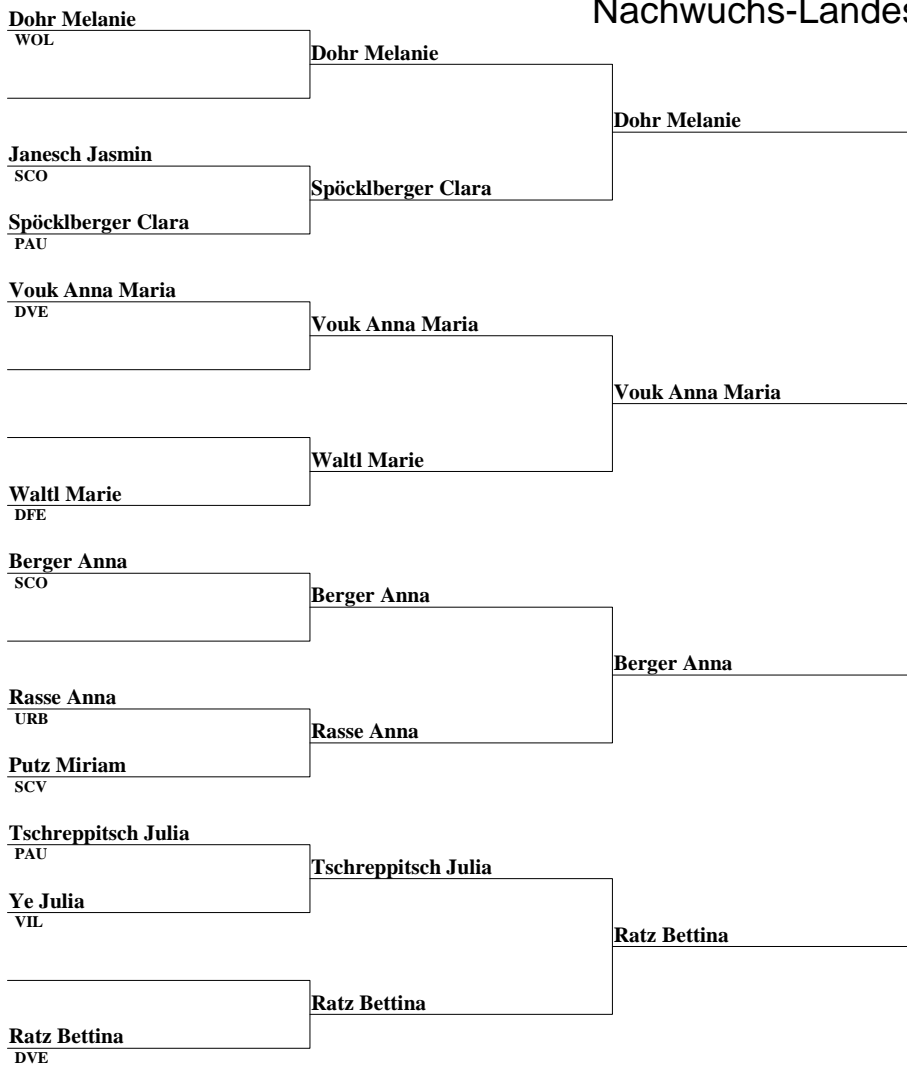 Nachwuchs-Landes
Dohr Melanie
WOL
Dohr Melanie
Dohr Melanie
Janesch Jasmin
SCO
Spöcklberger Clara
Spöcklberger Clara
PAU
Vouk Anna Maria
DVE
Vouk Anna Maria
Vouk Anna Maria
Waltl Marie
Waltl Marie
DFE
Berger Anna
SCO
Berger Anna
Berger Anna
Rasse Anna
URB
Rasse Anna
Putz Miriam
SCV
Tschreppitsch Julia
PAU
Tschreppitsch Julia
Ye Julia
VIL
Ratz Bettina
Ratz Bettina
Ratz Bettina
DVE